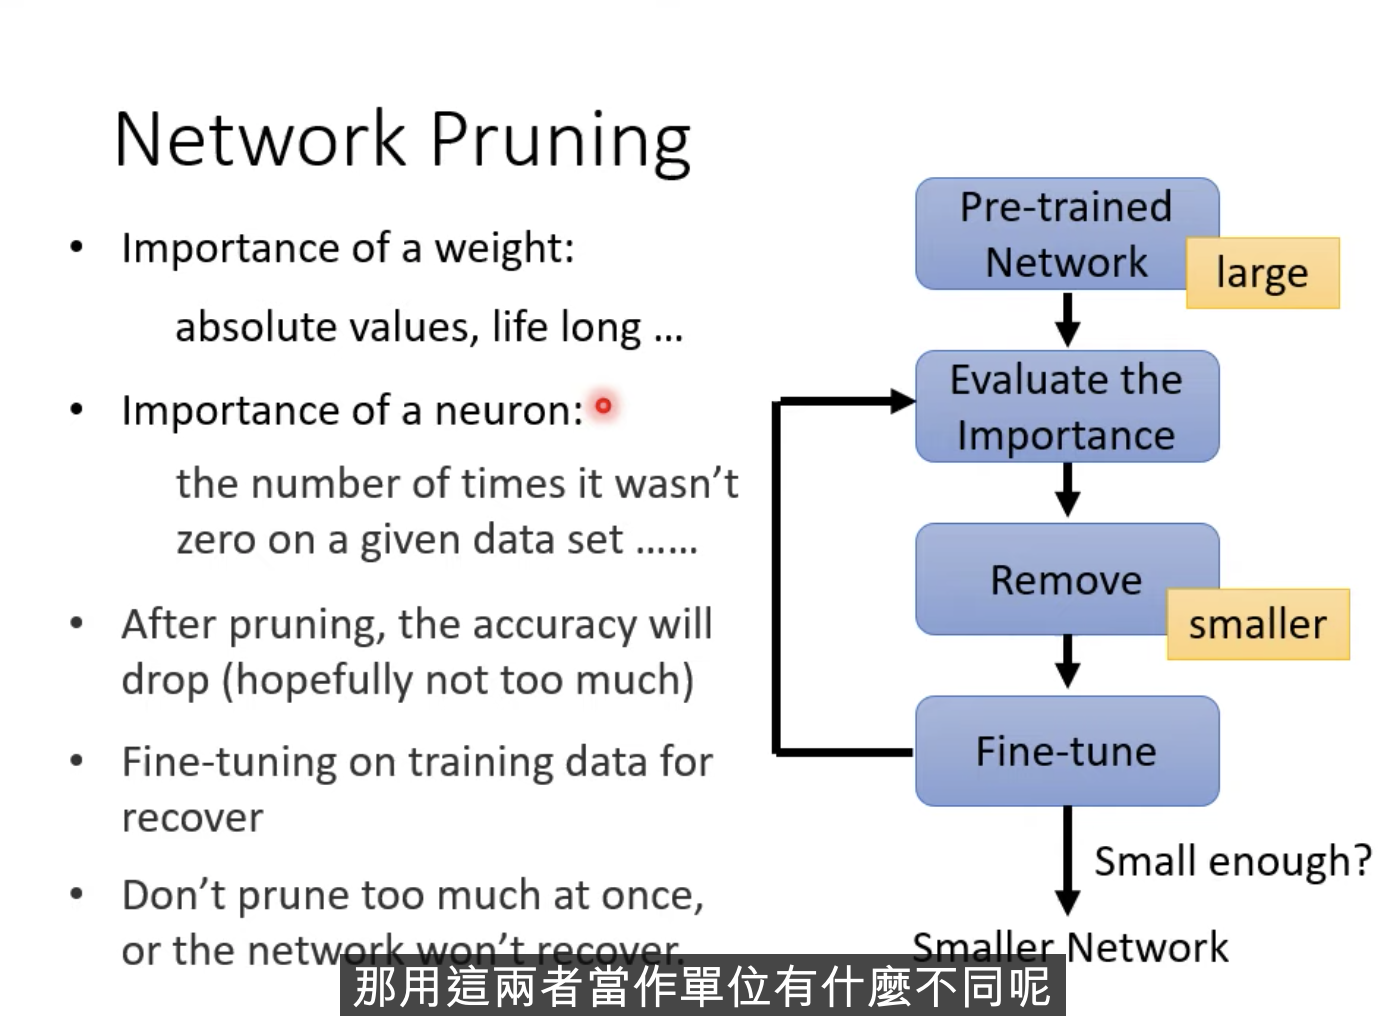 Network Pruning
• Importance of a weight:
absolute values, life long ...
• Importance of a neuron:
the number of times it wasn't
zero on a given data set ......
• After pruning, the accuracy will
drop (hopefully not too much)
• Fine-tuning on training data for
recover
• Don't prune too much at once,
or the network won't recover.
Pre-trained
Network
large
Evaluate the
Importance
Remove
smaller
Fine-tune
Small enough?
Smaller Network
那用這兩者當作單位有什麼不同呢